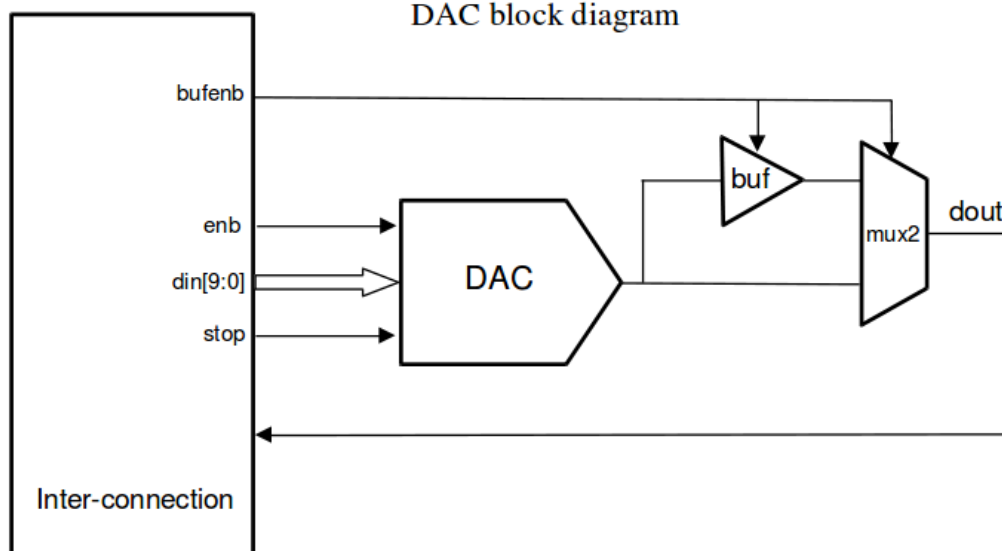 DAC block diagram
bufenb
buf
enb
dout
mux2
din[9:0]
DAC
stop
Inter-connection